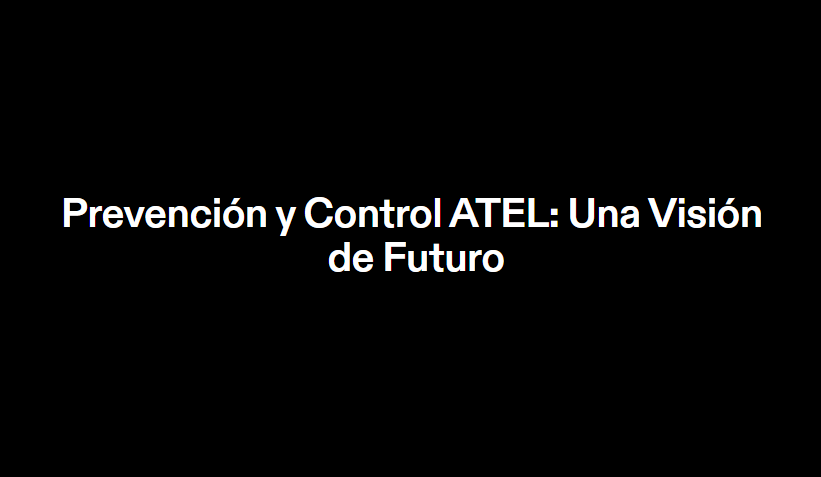 Prevención y Control ATEL: Una Visión
de Futuro